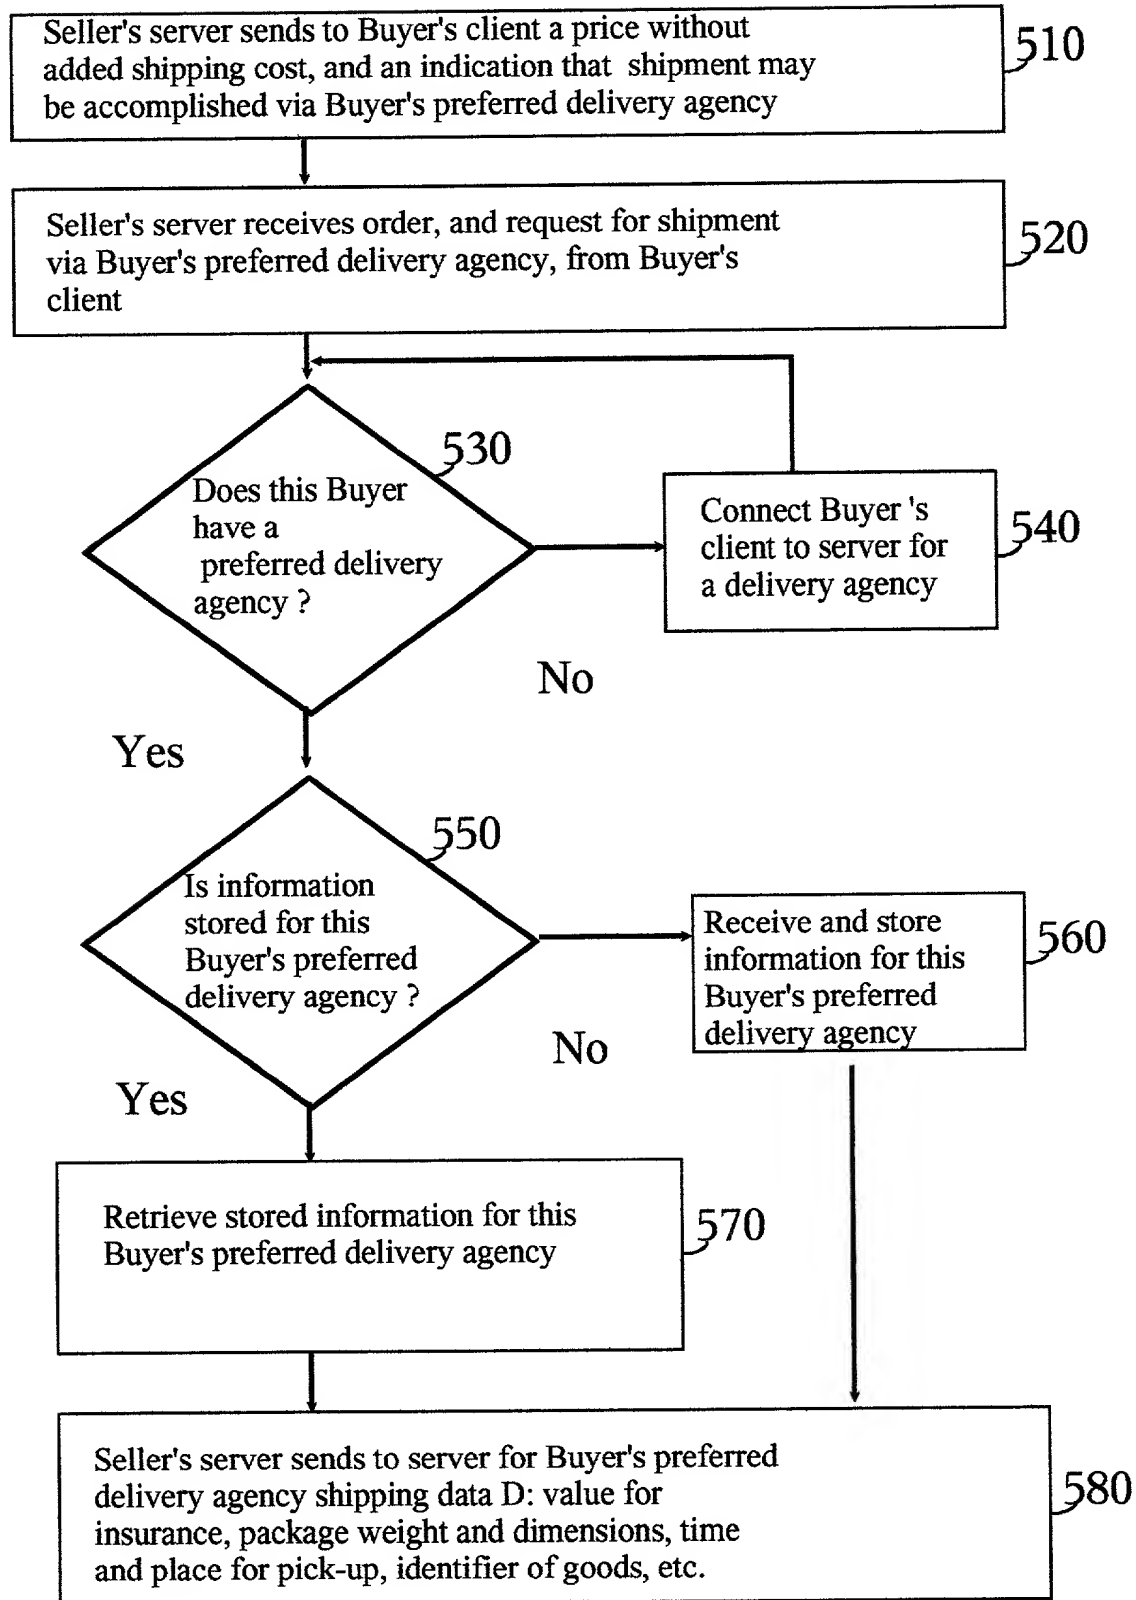 Seller's server sends to Buyer's client a price without
added shipping cost, and an indication that shipment may
be accomplished via Buyer's preferred delivery agency
510
Seller's server receives order, and request for shipment
via Buyer's preferred delivery agency, from Buyer's
client
520
530
Does this Buyer
have a
preferred delivery
agency ?
Connect Buyer 's
client to server for
a delivery agency
540
No
Yes
550
Is information
stored for this
Buyer's preferred
delivery agency ?
Receive and store
information for this
Buyer's preferred
delivery agency
560
No
Yes
Retrieve stored information for this
Buyer's preferred delivery agency
570
Seller's server sends to server for Buyer's preferred
delivery agency shipping data D: value for
insurance, package weight and dimensions, time
and place for pick-up, identifier of goods, etc.
580